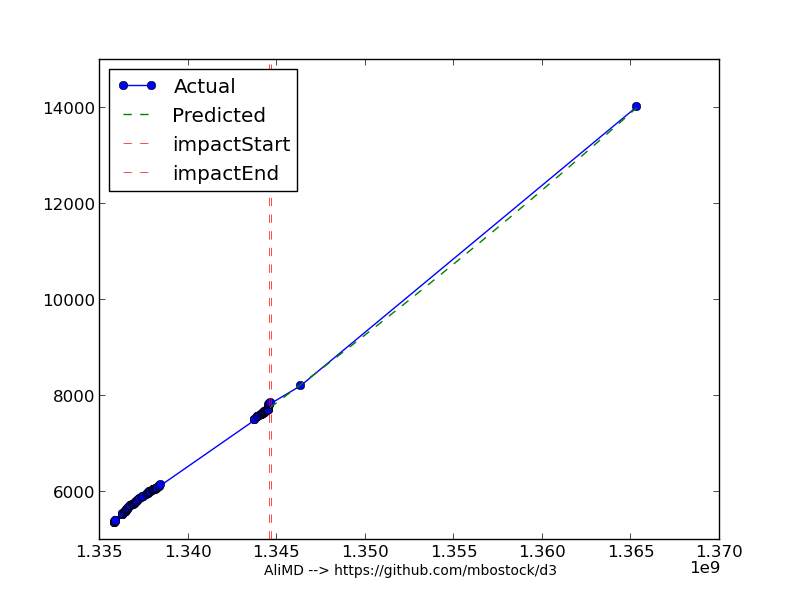 Actual
Predicted
impactStart
impactEnd
14000
12000
10000
8000
6000
1.335 1.340 1.345 1.350 1.355 1.360 1.365 1.370
1e9
AliMD --> https://github.com/mbostock/d3